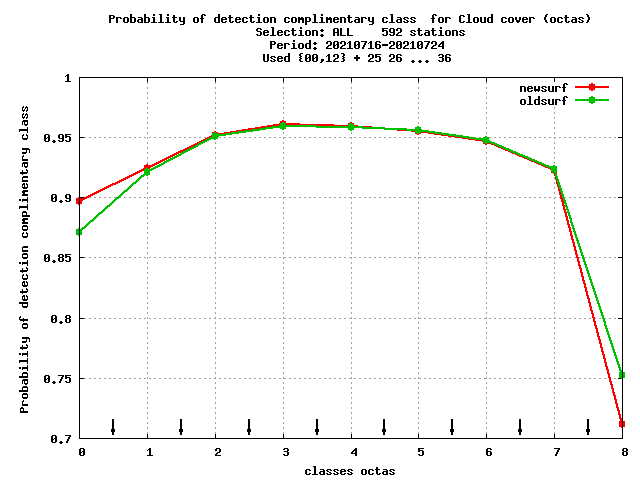 Probability of detection complimentary class  for Cloud cover (octas)
Selection: ALL    592 stations
Period: 20210716-20210724
Used {00,12} + 25 26 ... 36
newsurf
oldsurf
Probability of detection complimentary class
1
0.95
0.9
0.85
0.8
0.75
0.7
0 1 2 3 4 5 6 7 8
classes octas